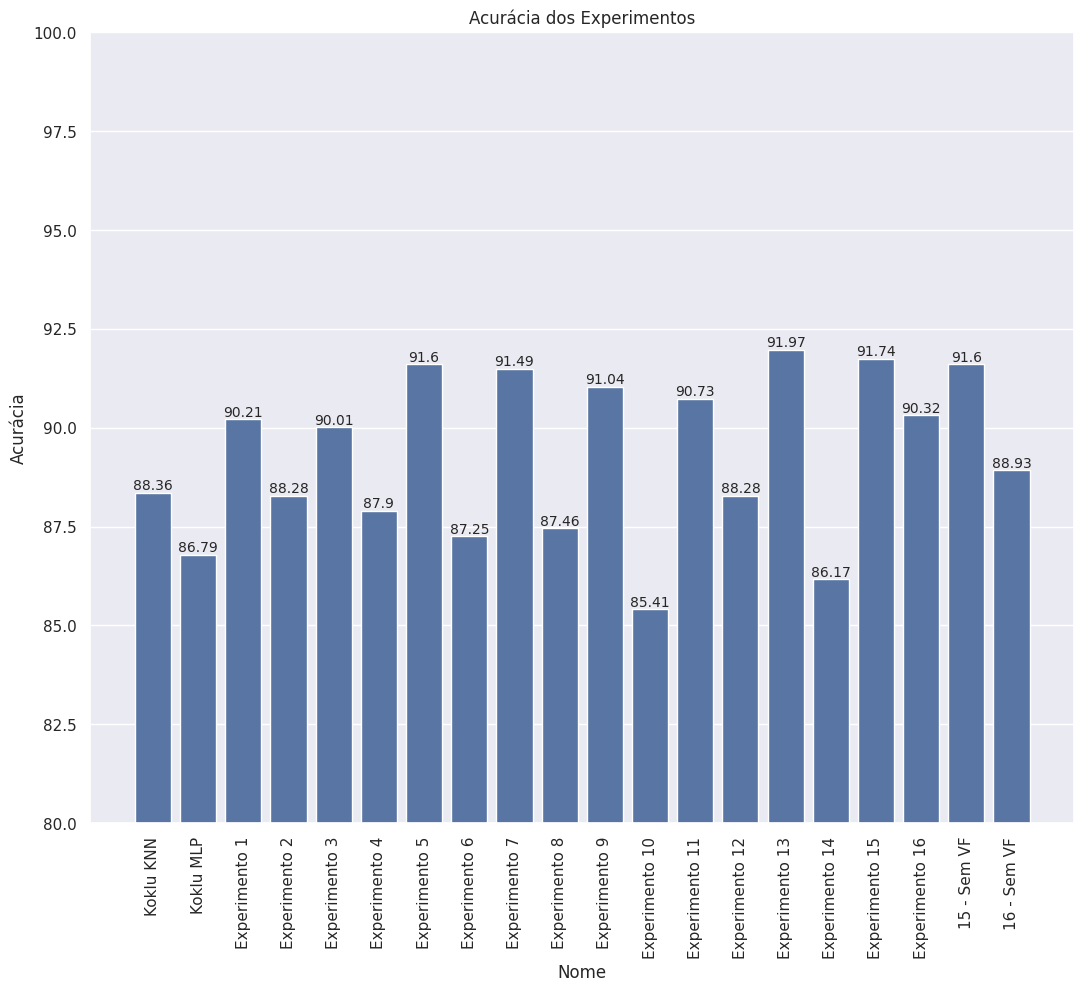 Acurácia dos Experimentos
100.0
97.5
95.0
92.5
90.0
87.5
85.0
82.5
80.0
Acurácia
88.36
86.79
90.21
88.28
90.01
87.9
91.6
87.25
91.49
87.46
91.04
85.41
90.73
88.28
91.97
86.17
91.74
90.32
91.6
88.93
Koklu KNN
Koklu MLP
Experimento 1
Experimento 2
Experimento 3
Experimento 4
Experimento 5
Experimento 6
Experimento 7
Experimento 8
Experimento 9
Experimento 10
Experimento 11
Experimento 12
Experimento 13
Experimento 14
Experimento 15
Experimento 16
15 - Sem VF
16 - Sem VF
Nome